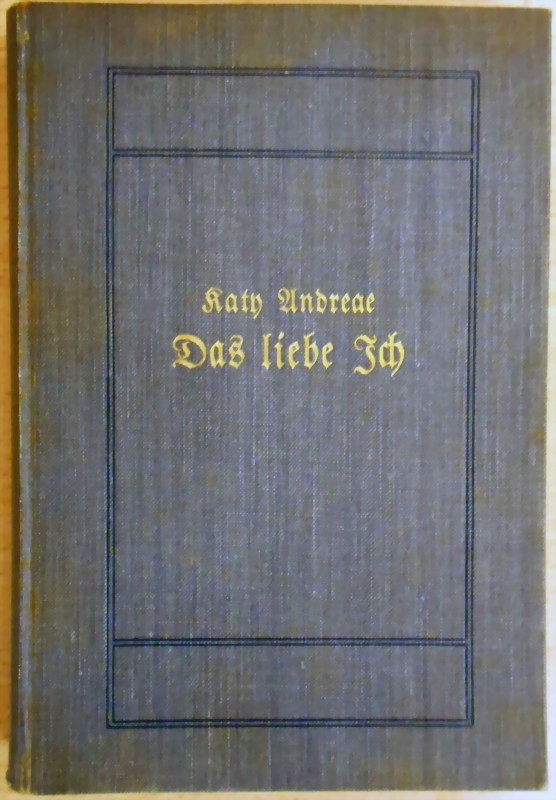 Katy Andreae
Das liebe Ich